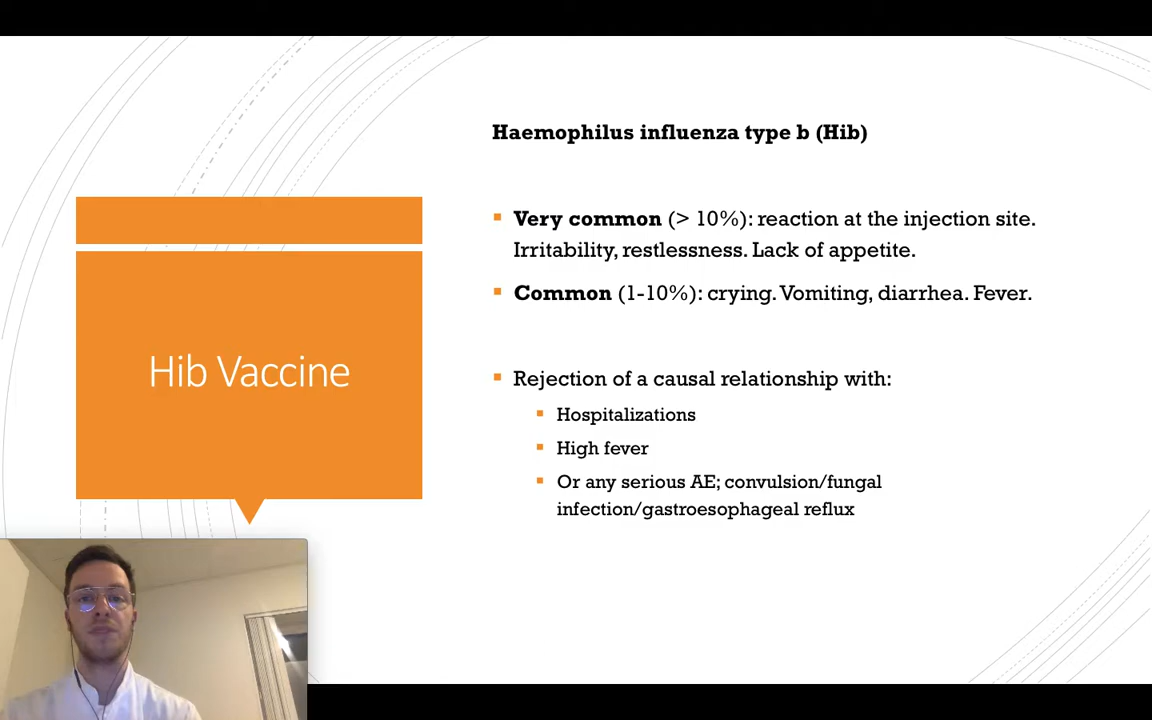 Haemophilus influenza type b (Hib)
Very common (> 10%): reaction at the injection site.
Irritability, restlessness. Lack of appetite.
Common (1-10%): crying. Vomiting, diarrhea. Fever.
Hib Vaccine
Rejection of a causal relationship with:
Hospitalizations
High fever
Or any serious AE; convulsion/fungal
infection/gastroesophageal reflux